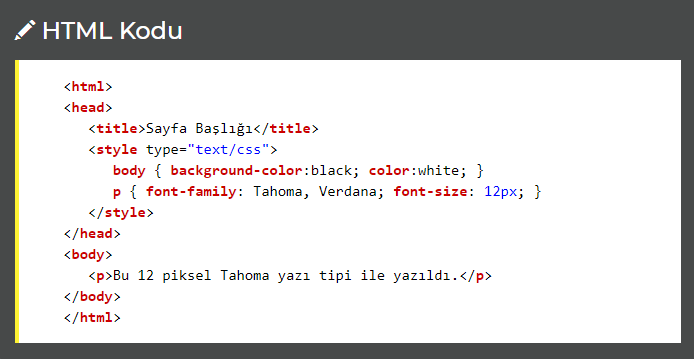 HTML Kodu
<html>
<head>
<title>Sayfa Başlığı</title>
<style type="text/css">
body { background-color:black; color:white; }
p { font-family: Tahoma, Verdana; font-size: 12px; }
</style>
</head>
<body>
<p>Bu 12 piksel Tahoma yazı tipi ile yazıldı.</p>
</body>
</html>